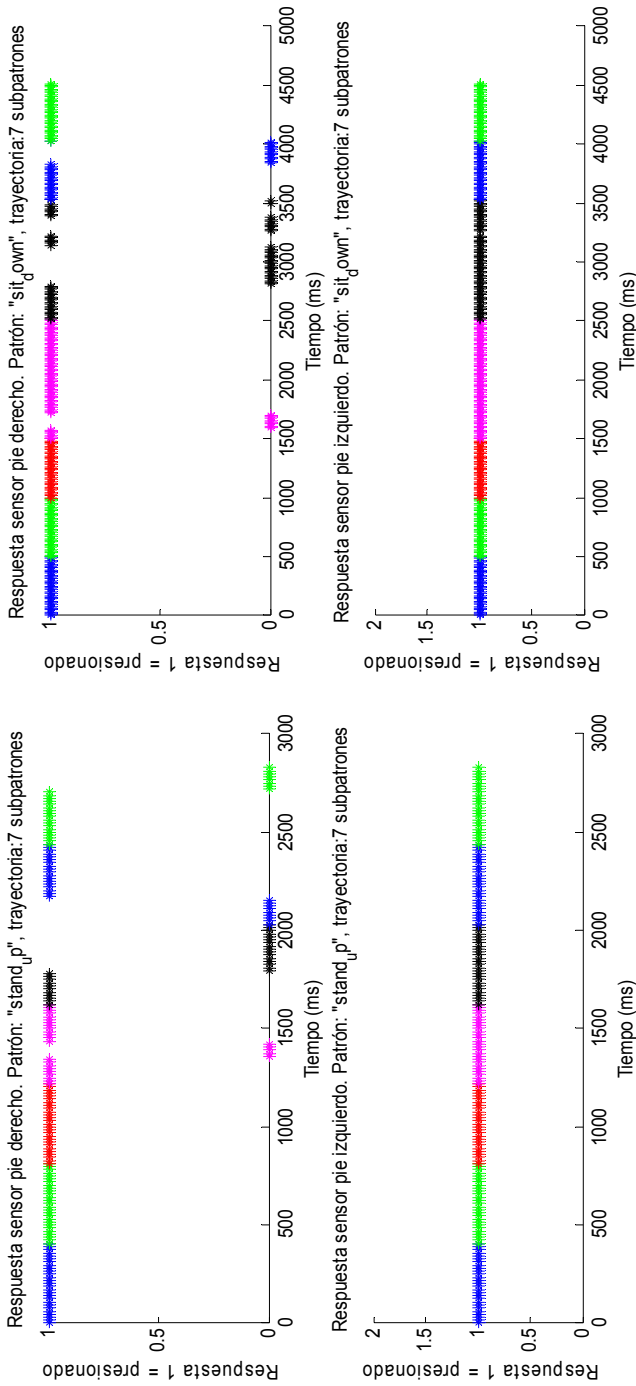 Respuesta sensor pie derecho. Patrón: "stand_up", trayectoria:7 subpatrones
Respuesta 1 = presionado
1
0.5
0
0 500 1000 1500 2000 2500 3000
Tiempo (ms)
Respuesta sensor pie izquierdo. Patrón: "stand_up", trayectoria:7 subpatrones
Respuesta 1 = presionado
2
1.5
1
0.5
0
0 500 1000 1500 2000 2500 3000
Tiempo (ms)
Respuesta sensor pie derecho. Patrón: "sit_down", trayectoria:7 subpatrones
Respuesta 1 = presionado
1
0.5
0
0 500 1000 1500 2000 2500 3000 3500 4000 4500 5000
Tiempo (ms)
Respuesta sensor pie izquierdo. Patrón: "sit_down", trayectoria:7 subpatrones
Respuesta 1 = presionado
2
1.5
1
0.5
0
0 500 1000 1500 2000 2500 3000 3500 4000 4500 5000
Tiempo (ms)